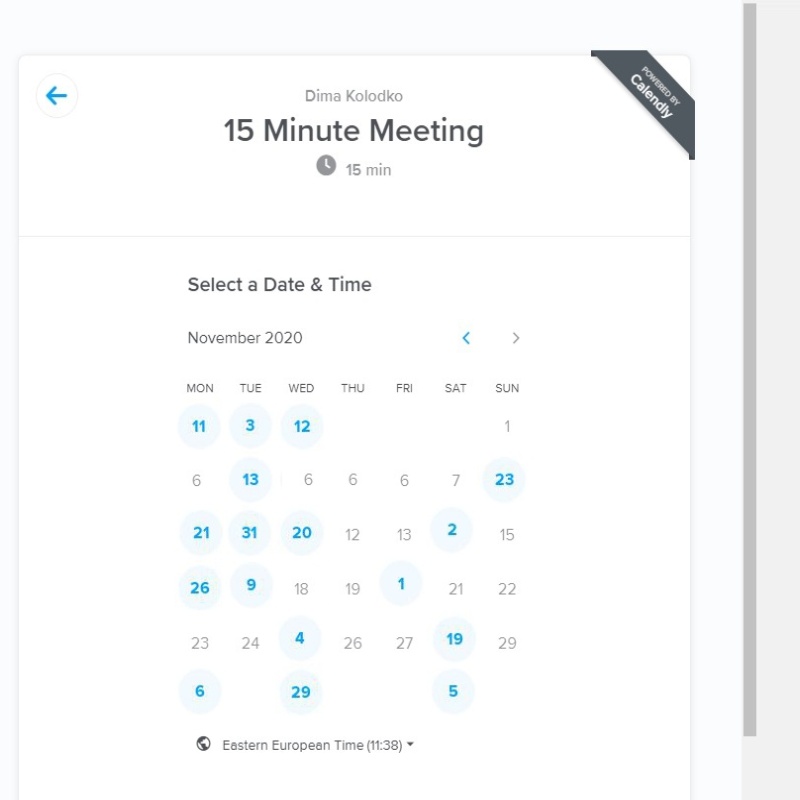 POWERED BY
Calendly
Dima Kolodko
15 Minute Meeting
15 min
Select a Date & Time
November 2020
MON TUE WED THU FRI SAT SUN
11 3 12 1
6 13 6 6 6 7 23
21 31 20 12 13 2 15
26 9 18 19 1 21 22
23 24 4 26 27 19 29
6 29 5
Eastern European Time (11:38)